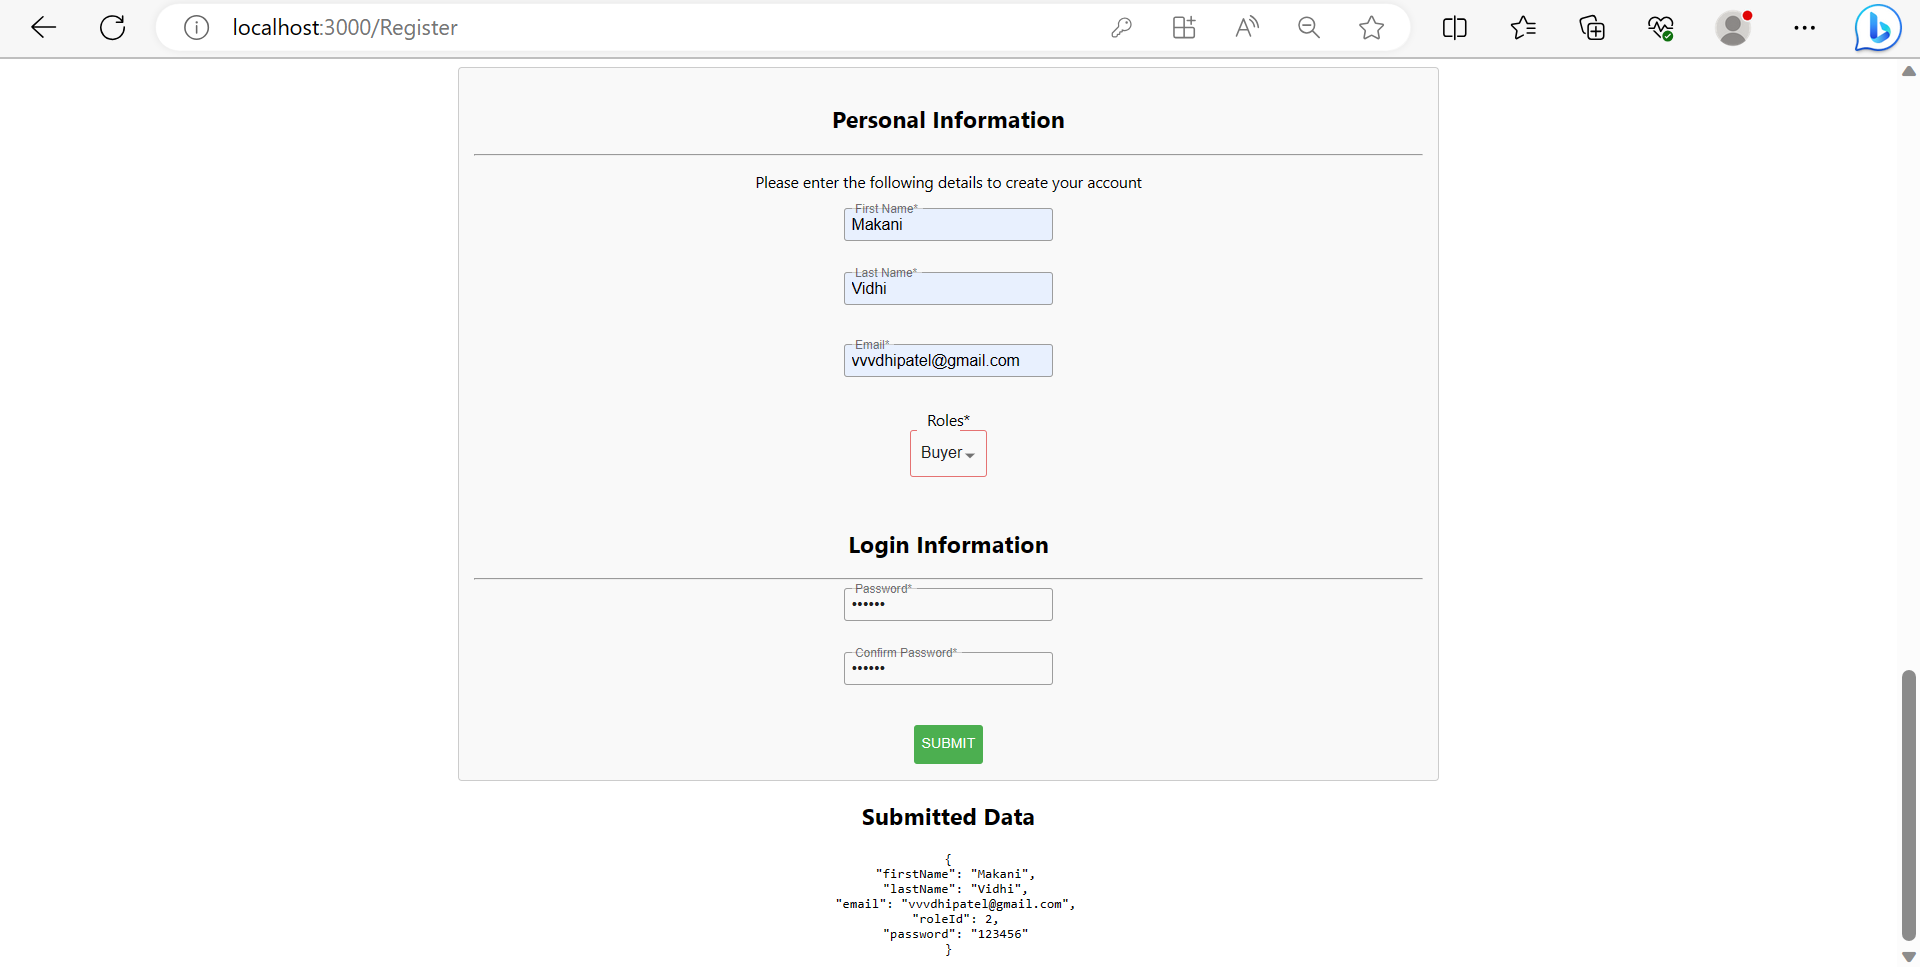 localhost:3000/Register
Personal Information
Please enter the following details to create your account
First Name*
Makani
Last Name*
Vidhi
Email*
vvvdhipatel@gmail.com
Roles*
Buyer
Login Information
Password*
••••••
Confirm Password*
••••••
SUBMIT
Submitted Data
{
"firstName": "Makani",
"lastName": "Vidhi",
"email": "vvvdhipatel@gmail.com",
"roleId": 2,
"password": "123456"
}